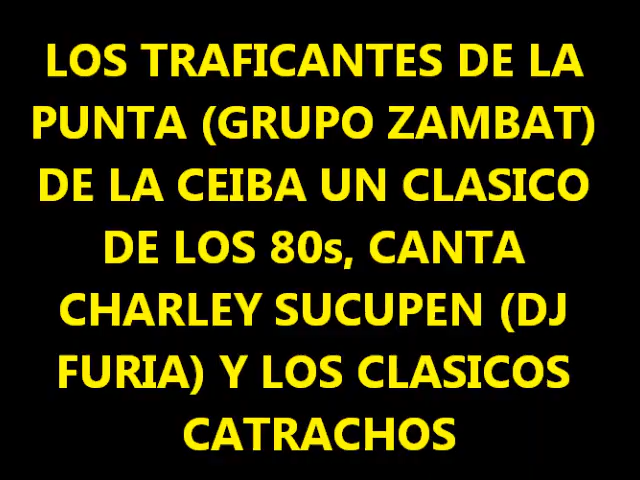 LOS TRAFICANTES DE LA
PUNTA (GRUPO ZAMBAT)
DE LA CEIBA UN CLASICO
DE LOS 80s, CANTA
CHARLEY SUCUPEN (DJ
FURIA) Y LOS CLASICOS
CATRACHOS